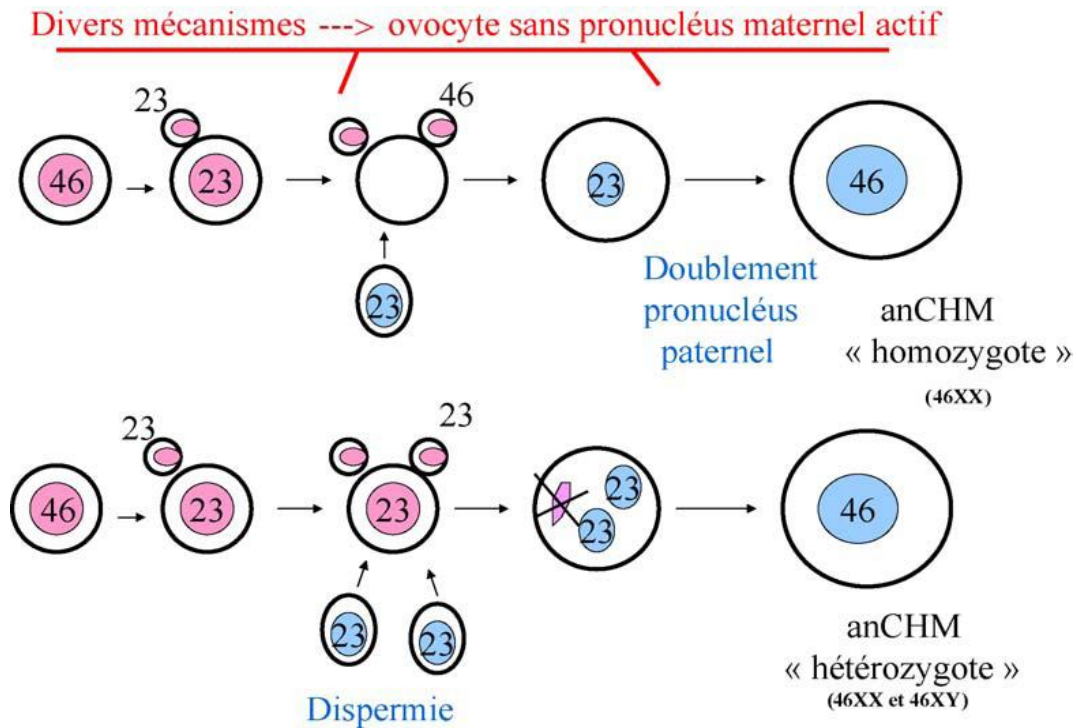 Divers mécanismes ---> ovocyte sans pronucléus maternel actif
23
46
46
23
23
46
23
Doublement
pronucléus
paternel
anCHM
« homozygote »
(46XX)
23
23
46
23
23
23
23
46
23
23
Dispermie
anCHM
« hétérozygote »
(46XX et 46XY)